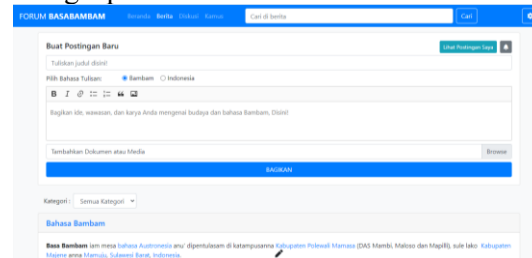 FORUM BASABAMBAM Beranda Berita Diskusi Kamus Cari di berita Cari
Buat Postingan Baru Lihat Postingan Saya
Tuliskan judul disini!
Pilih Bahasa Tulisan: Bambam Indonesia
B I
Bagikan ide, wawasan, dan karya Anda mengenai budaya dan bahasa Bambam, Disini!
Tambahkan Dokumen atau Media Browse
BAGIKAN
Kategori : Semua Kategori
Bahasa Bambam
Basa Bambam iam mesa bahasa Austronesia anu' dipentulasam di katampusanna Kabupaten Polewali Mamasa (DAS Mambi, Maloso dan Mapilli), sule lako Kabupaten
Majene anna Mamuju, Sulawesi Barat, Indonesia.